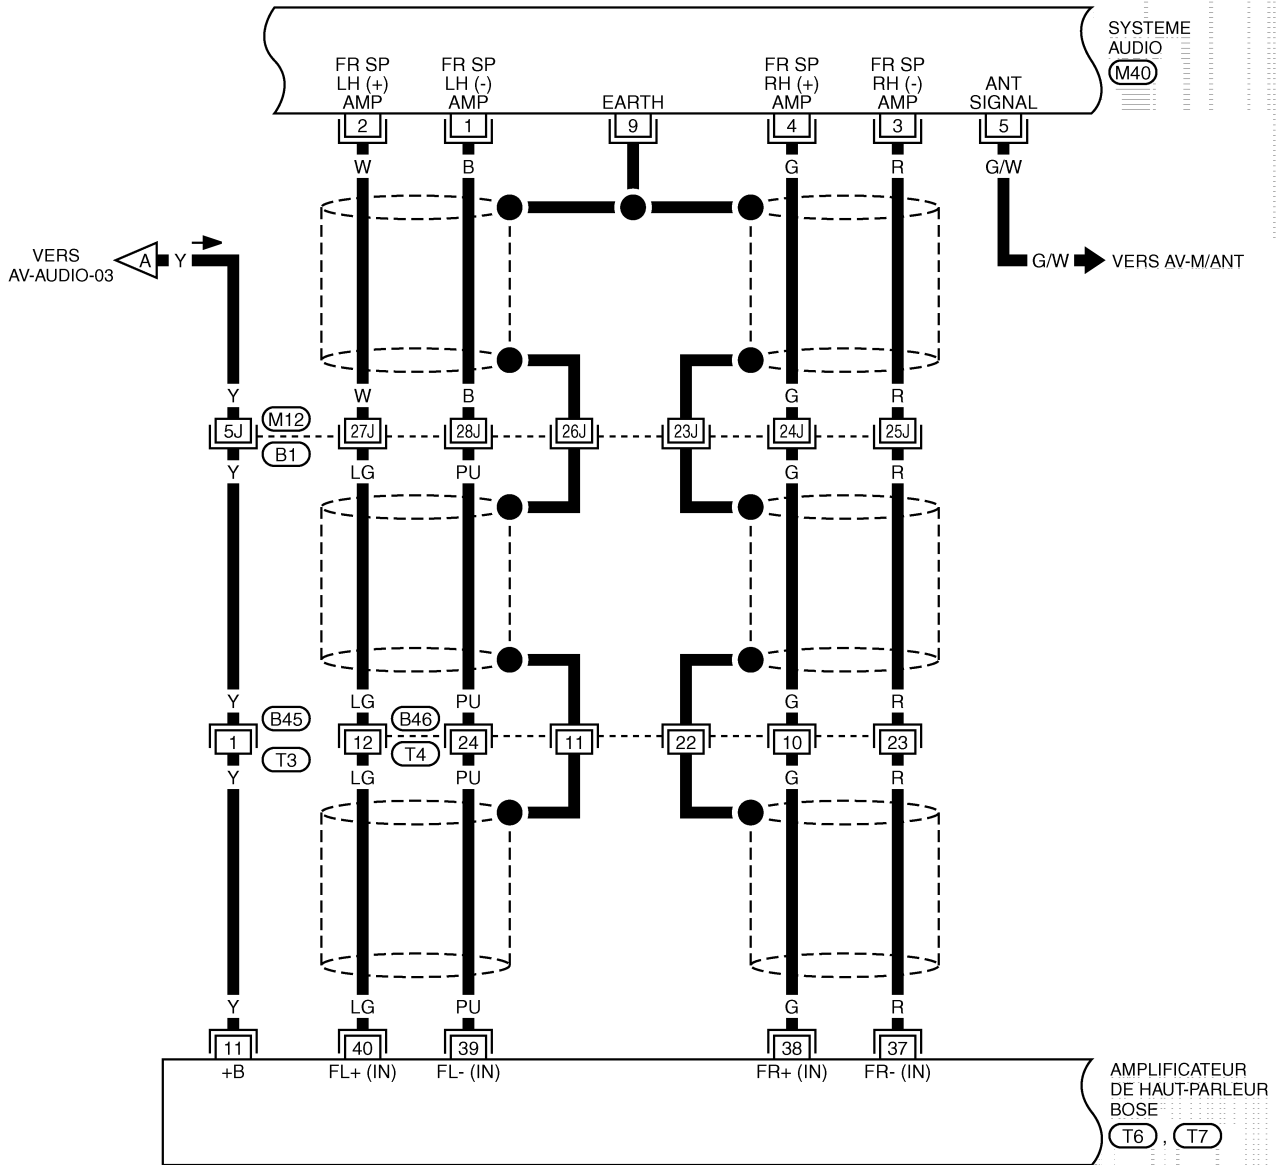 SYSTEME
AUDIO
M40
FR SP
LH (+)
AMP
FR SP
LH (-)
AMP
EARTH
FR SP
RH (+)
AMP
FR SP
RH (-)
AMP
ANT
SIGNAL
2 1 9 4 3 5
W B G R G/W
VERS
AV-AUDIO-03
A Y
G/W VERS AV-M/ANT
Y W B G R
M12
5J 27J 28J 26J 23J 24J 25J
B1
Y LG PU G R
Y LG PU G R
B45 B46
1 12 24 11 22 10 23
T3 T4
Y LG PU G R
Y LG PU G R
11 40 39 38 37
+B FL+ (IN) FL- (IN) FR+ (IN) FR- (IN)
AMPLIFICATEUR
DE HAUT-PARLEUR
BOSE
T6 , T7